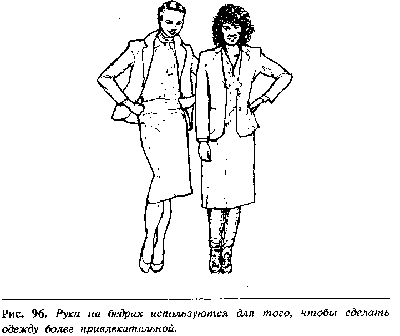 Рис. 96. Руки на бедрах используются для того, чтобы сделать
одежду более привлекательной.